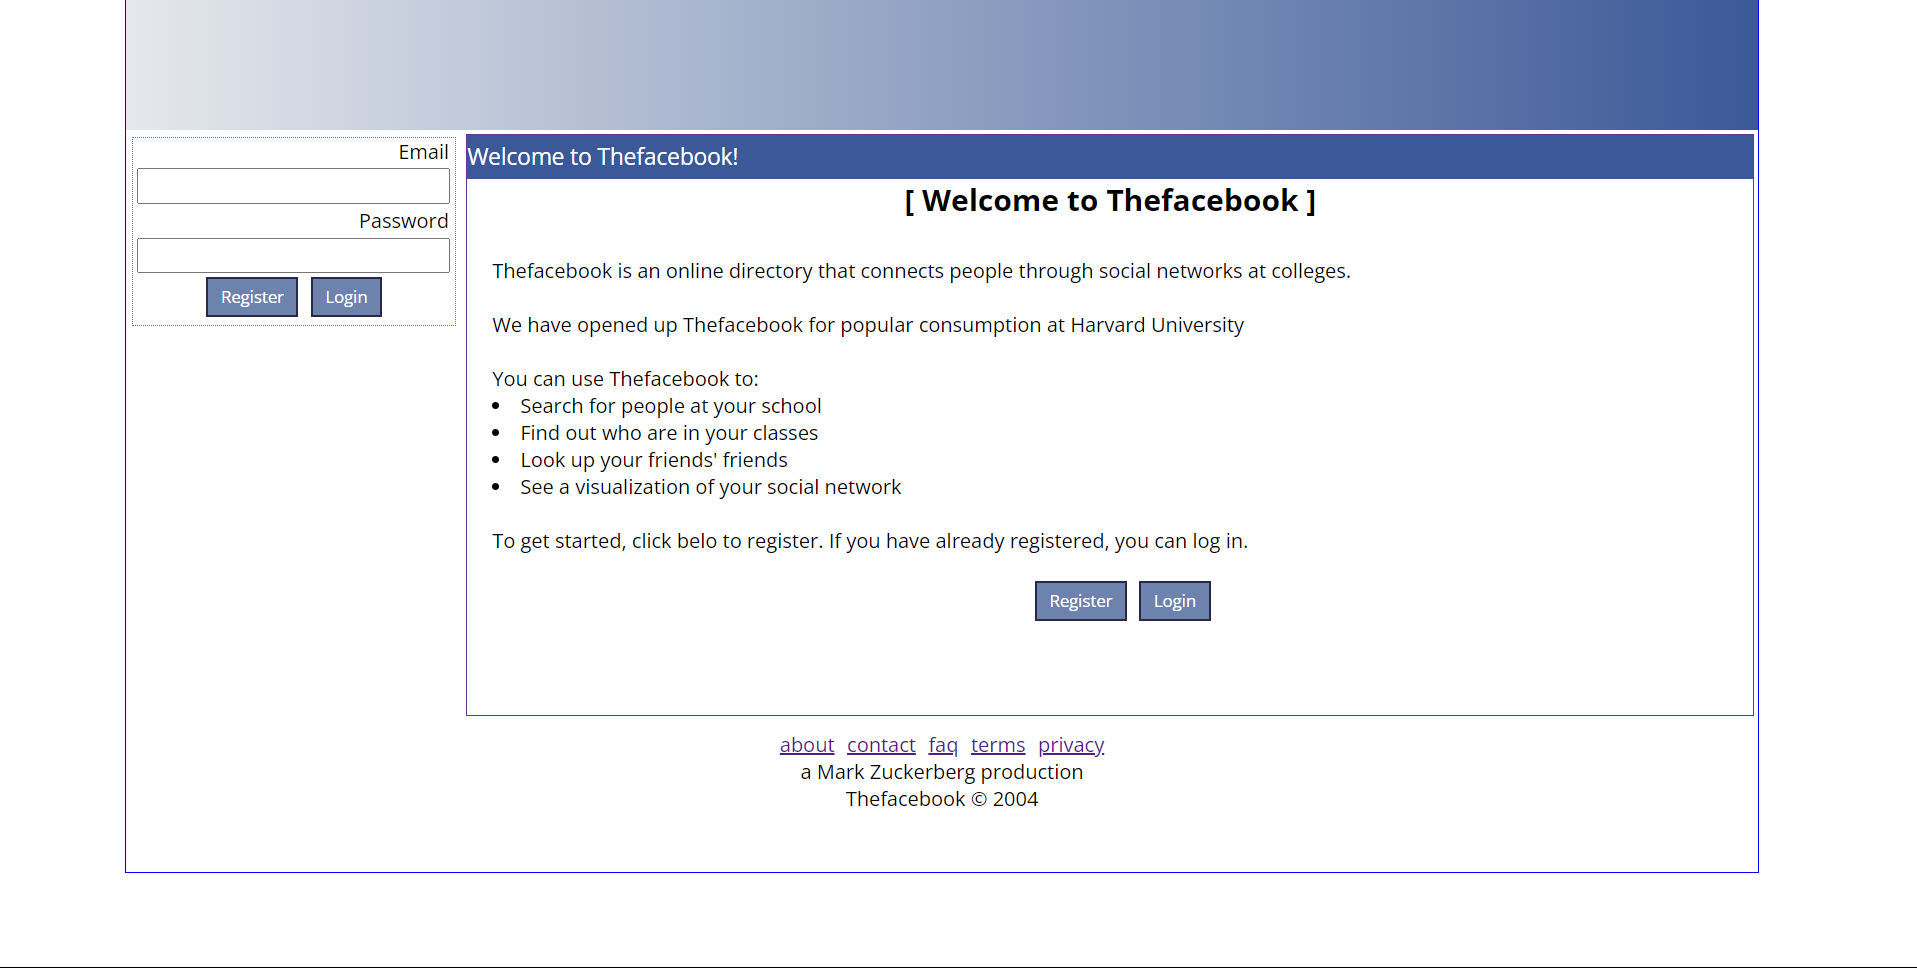 Email
Password
Register Login
Welcome to Thefacebook!
[ Welcome to Thefacebook ]
Thefacebook is an online directory that connects people through social networks at colleges.
We have opened up Thefacebook for popular consumption at Harvard University
You can use Thefacebook to:
• Search for people at your school
• Find out who are in your classes
• Look up your friends' friends
• See a visualization of your social network
To get started, click belo to register. If you have already registered, you can log in.
Register Login
about contact faq terms privacy
a Mark Zuckerberg production
Thefacebook © 2004